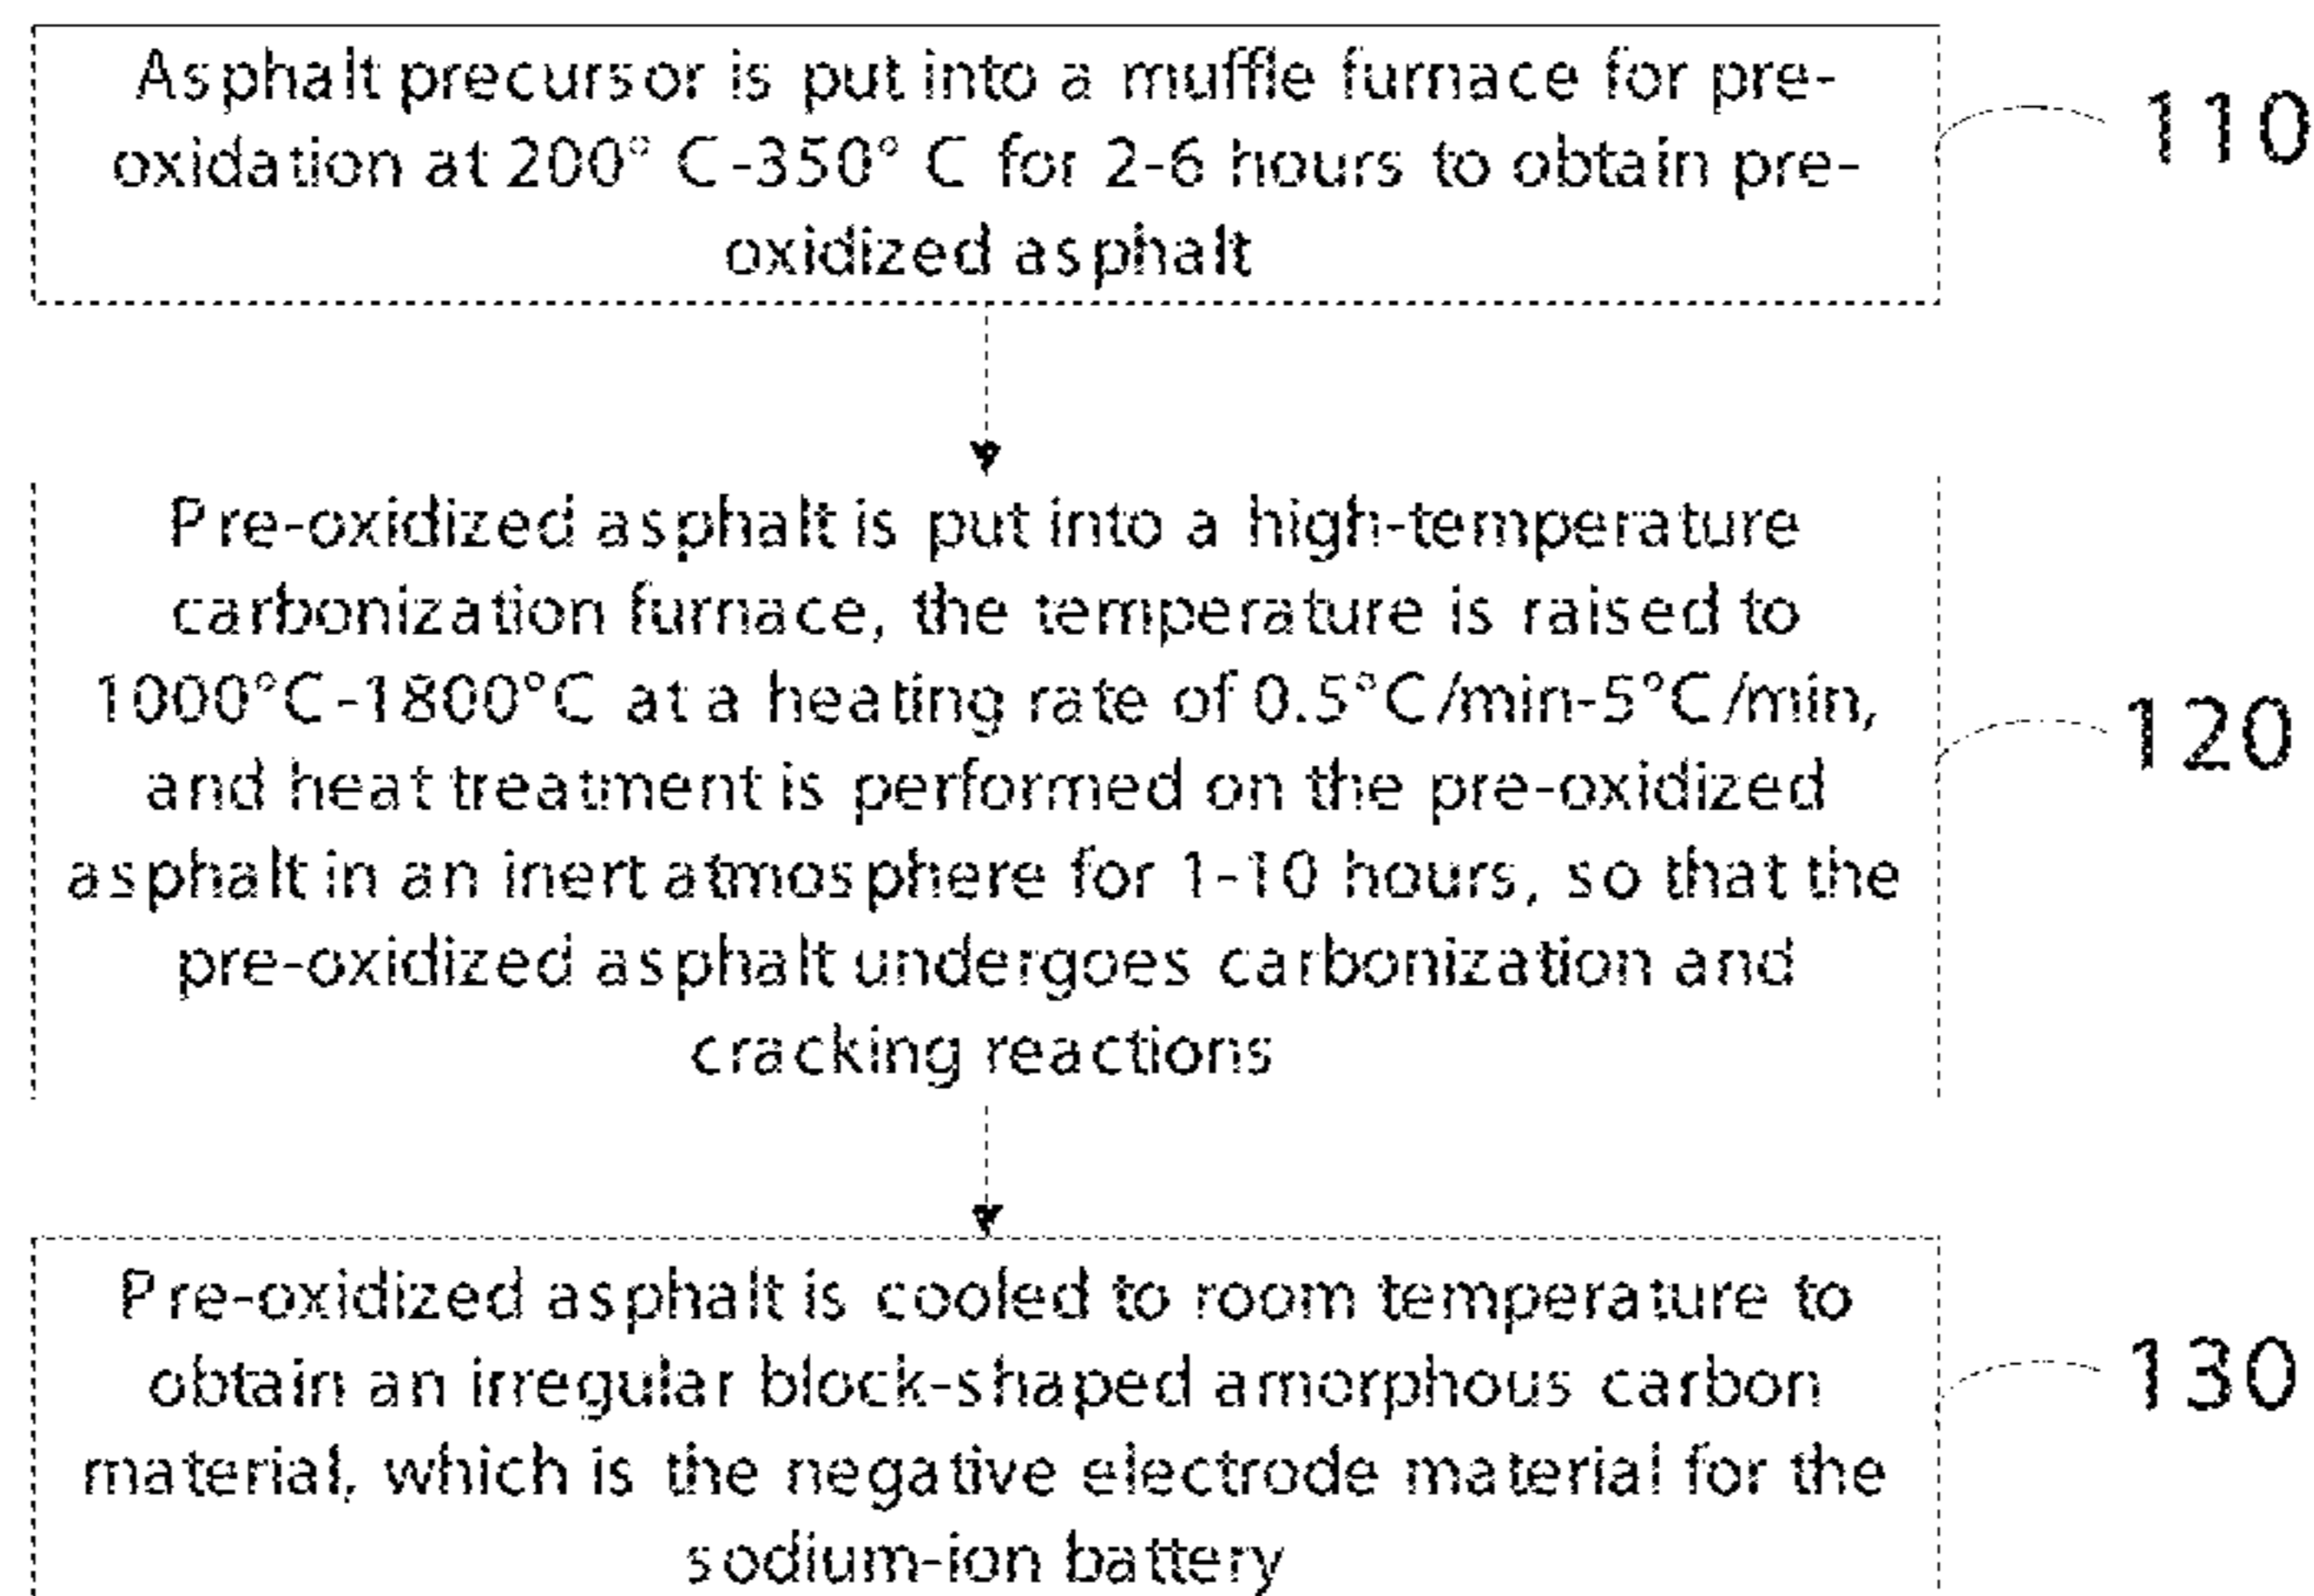 Asphalt precursor is put into a muffle furnace for pre-
oxidation at 200° C-350° C for 2-6 hours to obtain pre-
oxidized asphalt
110
Pre-oxidized asphalt is put into a high-temperature
carbonization furnace, the temperature is raised to
1000°C-1800°C at a heating rate of 0.5°C/min-5°C/min,
and heat treatment is performed on the pre-oxidized
asphalt in an inert atmosphere for 1-10 hours, so that the
pre-oxidized asphalt undergoes carbonization and
cracking reactions
120
Pre-oxidized asphalt is cooled to room temperature to
obtain an irregular block-shaped amorphous carbon
material, which is the negative electrode material for the
sodium-ion battery
130